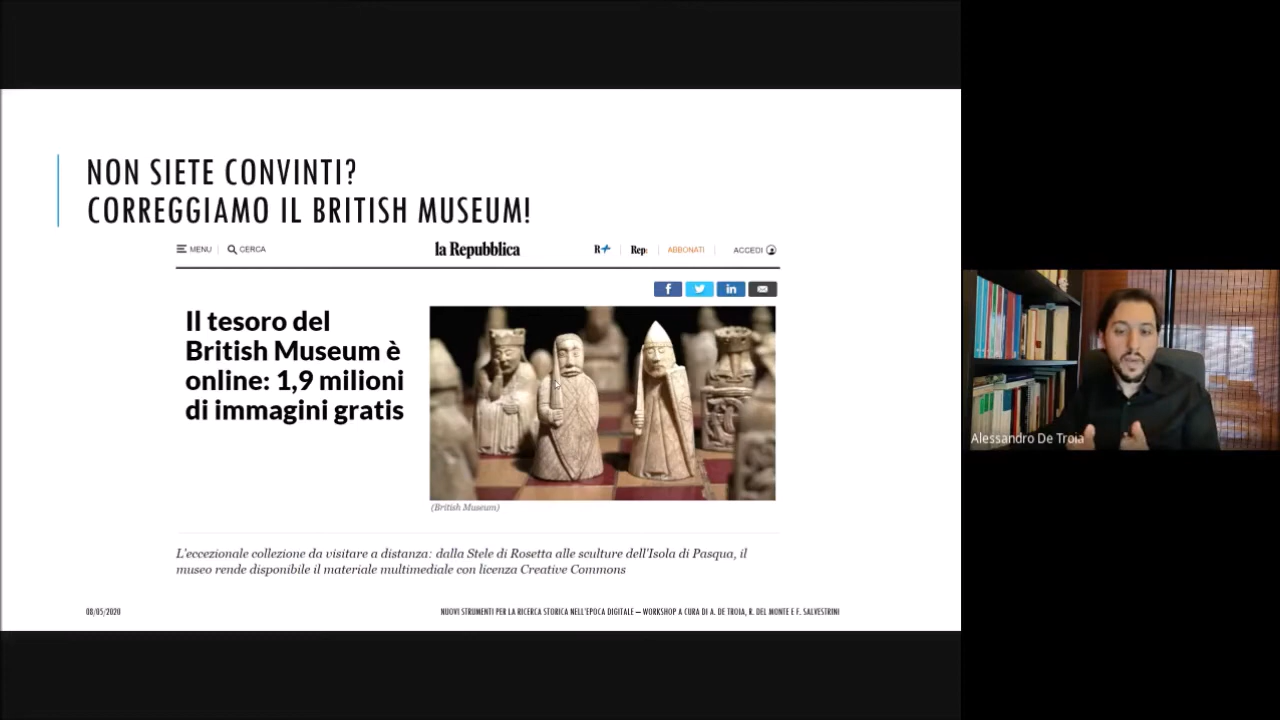 NON SIETE CONVINTI?
CORREGGIAMO IL BRITISH MUSEUM!
MENU CERCA la Repubblica R+ Rep: ABBONATI ACCEDI
Il tesoro del
British Museum è
online: 1,9 milioni
di immagini gratis
(British Museum)
L'eccezionale collezione da visitare a distanza: dalla Stele di Rosetta alle sculture dell'Isola di Pasqua, il
museo rende disponibile il materiale multimediale con licenza Creative Commons
08/05/2020
NUOVI STRUMENTI PER LA RICERCA STORICA NELL'EPOCA DIGITALE – WORKSHOP A CURA DI A. DE TROIA, R. DEL MONTE E F. SALVESTRINI
Alessandro De Troia